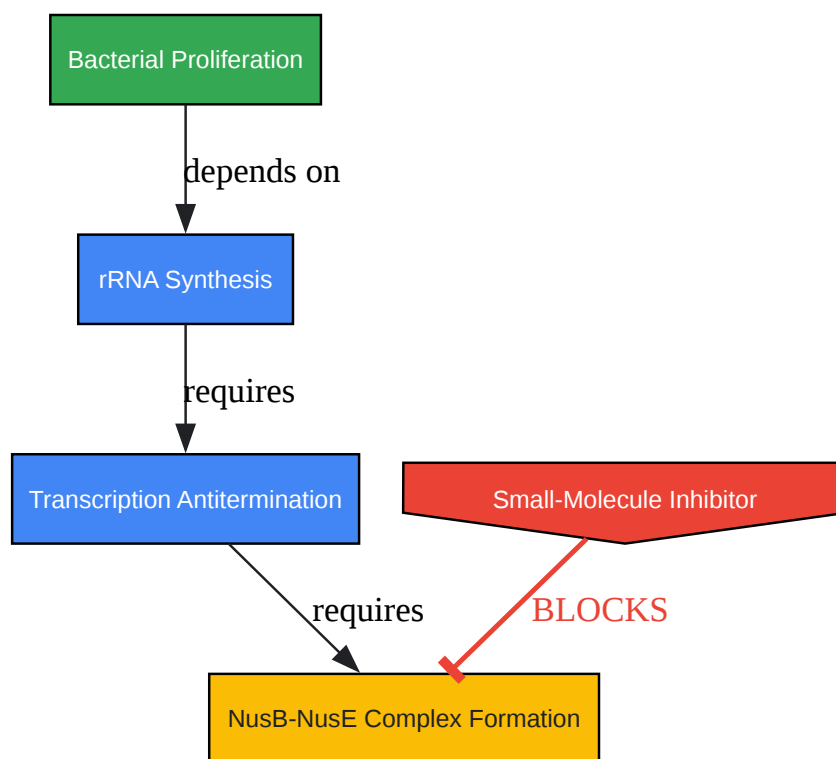 Bacterial Proliferation
depends on
rRNA Synthesis
requires
Transcription Antitermination
Small-Molecule Inhibitor
requires
BLOCKS
NusB-NusE Complex Formation